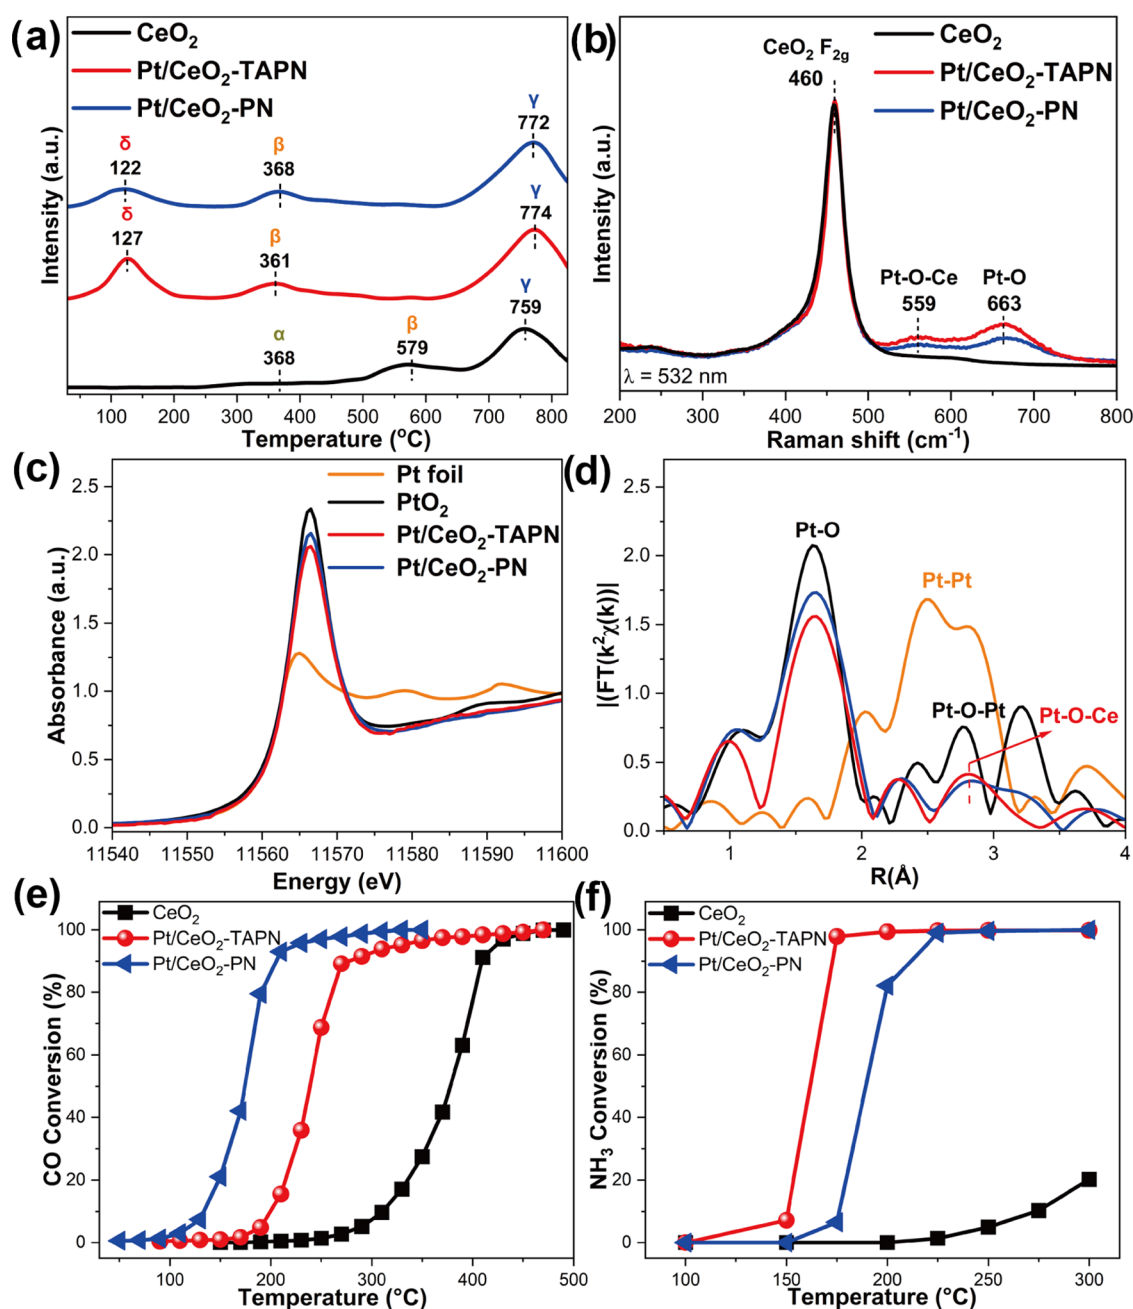 (a)
CeO2
Pt/CeO2-TAPN
Pt/CeO2-PN
δ
122
β
368
γ
772
δ
127
β
361
γ
774
α
368
β
579
γ
759
Intensity (a.u.)
100 200 300 400 500 600 700 800
Temperature (°C)
(b)
CeO2 F2g
460
CeO2
Pt/CeO2-TAPN
Pt/CeO2-PN
Pt-O-Ce
559
Pt-O
663
λ = 532 nm
Intensity (a.u.)
200 300 400 500 600 700 800
Raman shift (cm-1)
(c)
Pt foil
PtO2
Pt/CeO2-TAPN
Pt/CeO2-PN
Absorbance (a.u.)
2.5
2.0
1.5
1.0
0.5
0.0
11540 11550 11560 11570 11580 11590 11600
Energy (eV)
(d)
Pt-O
Pt-Pt
Pt-O-Pt
Pt-O-Ce
|(FT(k2χ(k))|
2.5
2.0
1.5
1.0
0.5
0.0
1 2 3 4
R(Å)
(e)
CeO2
Pt/CeO2-TAPN
Pt/CeO2-PN
CO Conversion (%)
100
80
60
40
20
0
100 200 300 400 500
Temperature (°C)
(f)
CeO2
Pt/CeO2-TAPN
Pt/CeO2-PN
NH3 Conversion (%)
100
80
60
40
20
0
100 150 200 250 300
Temperature (°C)